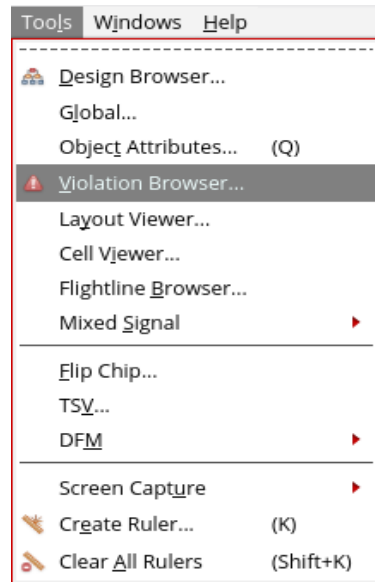 Tools Windows Help
Design Browser...
Global...
Object Attributes... (Q)
Violation Browser...
Layout Viewer...
Cell Viewer...
Flightline Browser...
Mixed Signal
Flip Chip...
TSV...
DFM
Screen Capture
Create Ruler... (K)
Clear All Rulers (Shift+K)